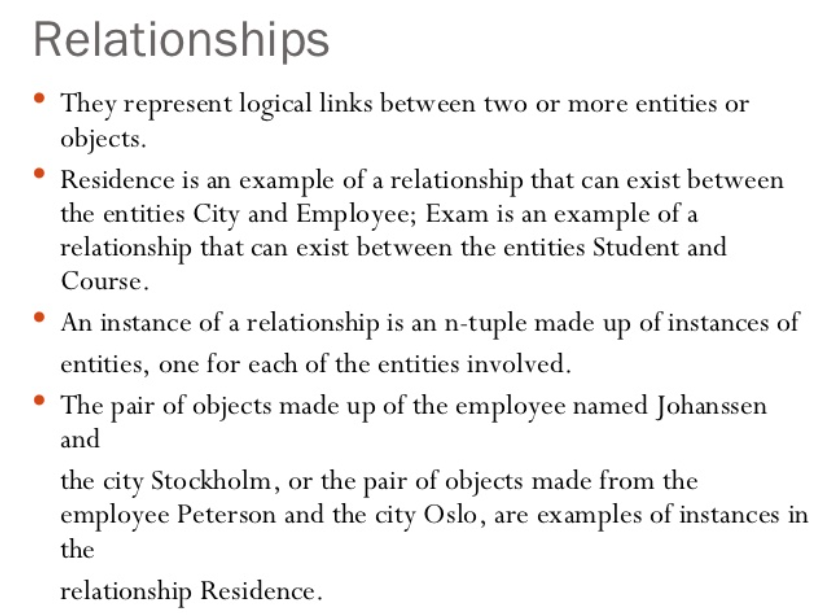 Relationships
• They represent logical links between two or more entities or
objects.
• Residence is an example of a relationship that can exist between
the entities City and Employee; Exam is an example of a
relationship that can exist between the entities Student and
Course.
• An instance of a relationship is an n-tuple made up of instances of
entities, one for each of the entities involved.
• The pair of objects made up of the employee named Johanssen
and
the city Stockholm, or the pair of objects made from the
employee Peterson and the city Oslo, are examples of instances in
the
relationship Residence.